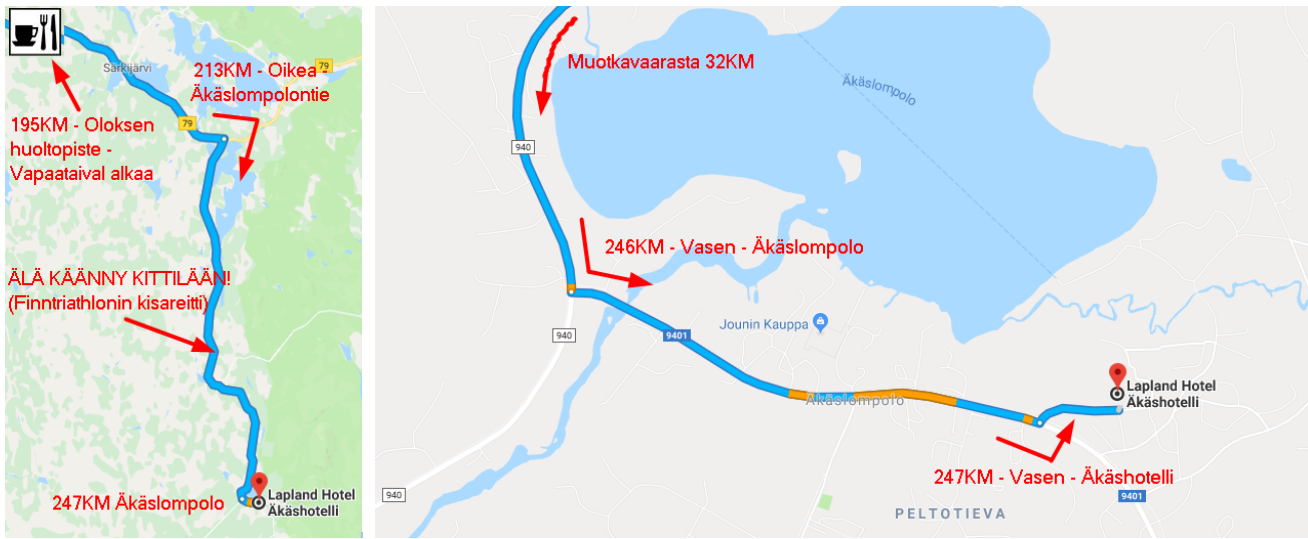 Särkijärvi
79
213KM - Oikea -
Äkäslompolontie
195KM - Oloksen
huoltopiste -
Vapaataival alkaa
79
ÄLÄ KÄÄNNY KITTILÄÄN!
(Finntriathlonin kisareitti)
247KM Äkäslompolo
Lapland Hotel
Äkäshotelli
Muotkavaarasta 32KM
Äkäslompolo
940
246KM - Vasen - Äkäslompolo
940
Jounin Kauppa
9401
Äkäslompolo
Lapland Hotel
Äkäshotelli
247KM - Vasen - Äkäshotelli
940
9401
PELTOTIEVA